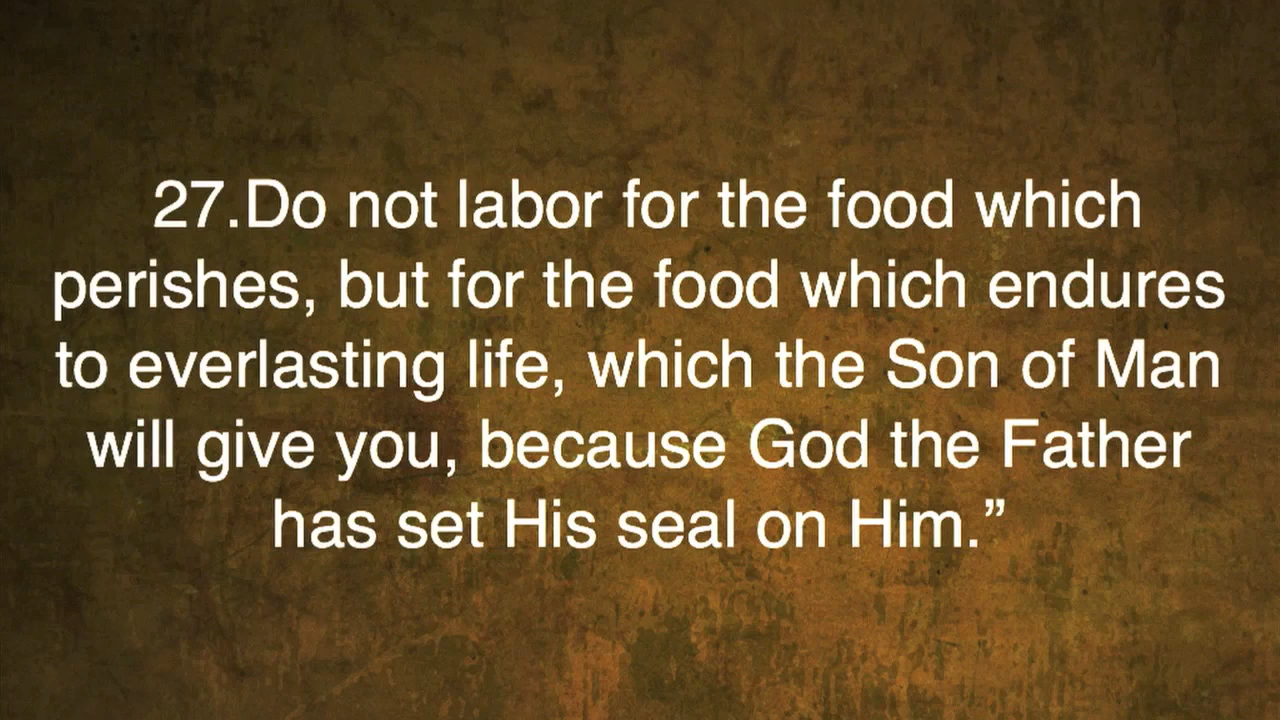 27.Do not labor for the food which
perishes, but for the food which endures
to everlasting life, which the Son of Man
will give you, because God the Father
has set His seal on Him.”